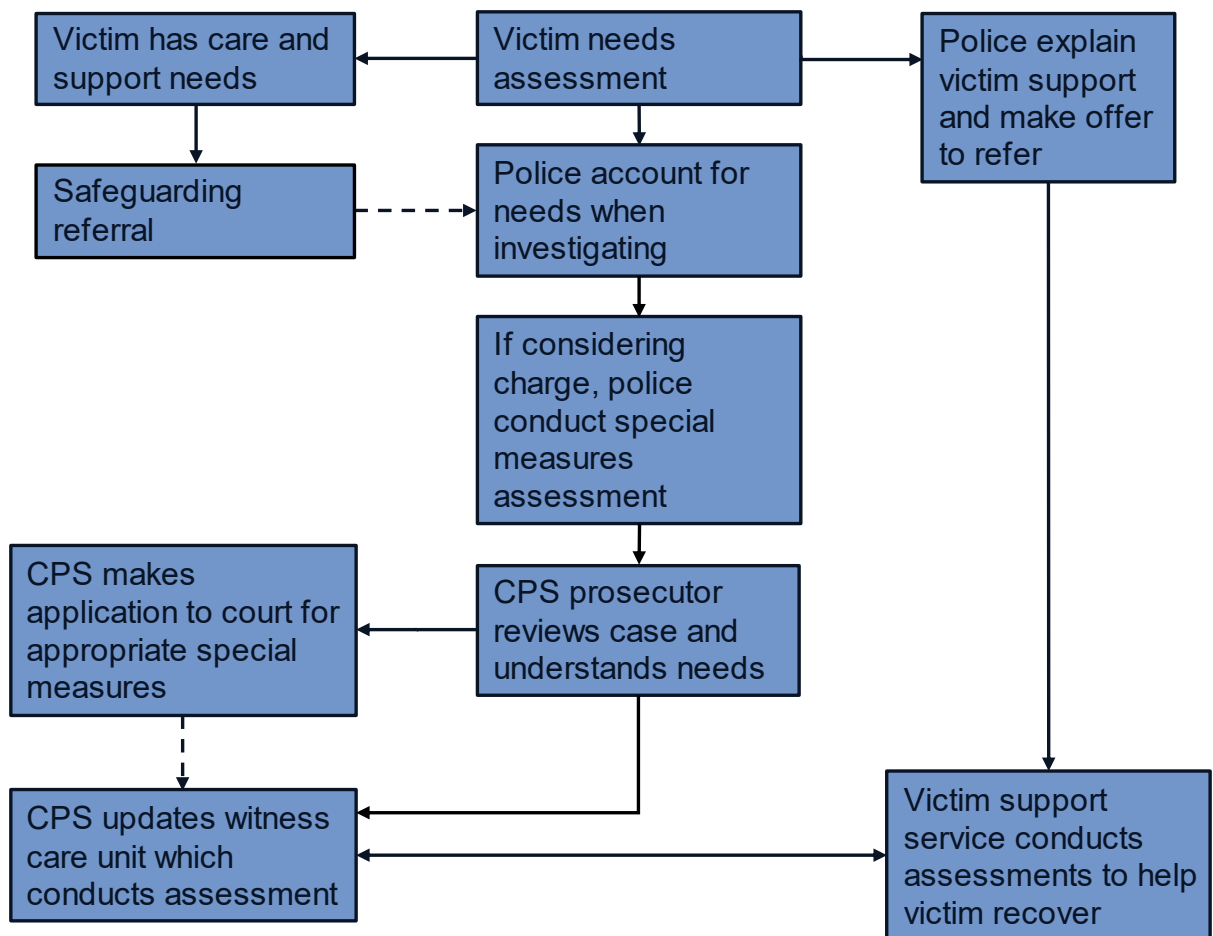 Victim has care and
support needs
Victim needs
assessment
Police explain
victim support
and make offer
to refer
Safeguarding
referral
Police account for
needs when
investigating
If considering
charge, police
conduct special
measures
assessment
CPS makes
application to court for
appropriate special
measures
CPS prosecutor
reviews case and
understands needs
CPS updates witness
care unit which
conducts assessment
Victim support
service conducts
assessments to help
victim recover